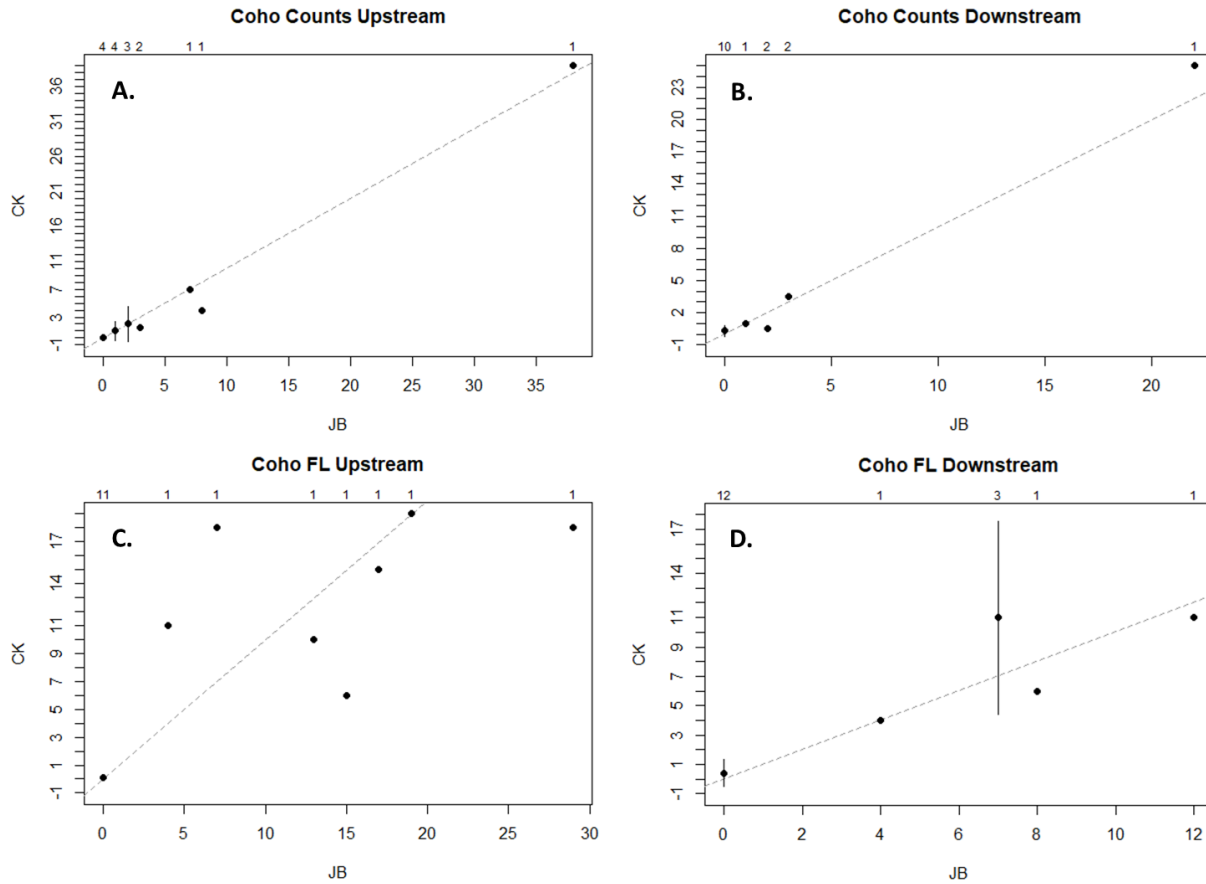 Coho Counts Upstream
4 4 3 2 1 1 1
A.
CK
-1 3 7 11 16 21 26 31 36
0 5 10 15 20 25 30 35
JB
Coho Counts Downstream
10 1 2 2 1
B.
CK
-1 2 5 8 11 14 17 20 23
0 5 10 15 20
JB
Coho FL Upstream
11 1 1 1 1 1 1 1
C.
CK
-1 1 3 5 7 9 11 14 17
0 5 10 15 20 25 30
JB
Coho FL Downstream
12 1 3 1 1
D.
CK
-1 1 3 5 7 9 11 14 17
0 2 4 6 8 10 12
JB